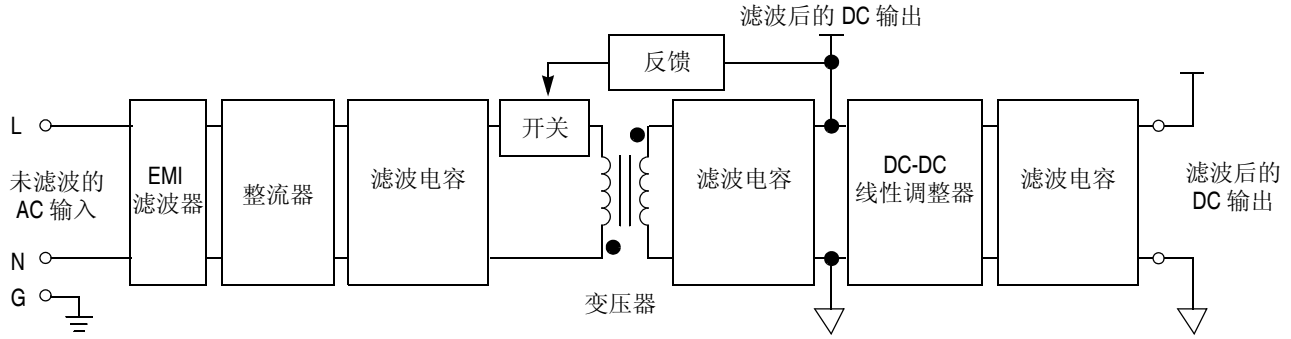 滤波后的 DC 输出
反馈
L
未滤波的
AC 输入
N
G
EMI
滤波器
整流器
滤波电容
开关
变压器
滤波电容
DC-DC
线性调整器
滤波电容
滤波后的
DC 输出